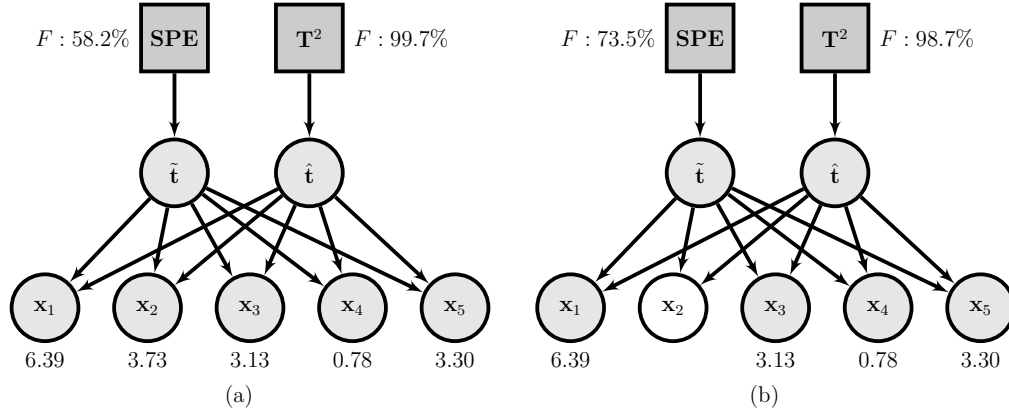 F : 58.2% SPE T² F : 99.7%
t̃ t̂
x₁ x₂ x₃ x₄ x₅
6.39 3.73 3.13 0.78 3.30
(a)
F : 73.5% SPE T² F : 98.7%
t̃ t̂
x₁ x₂ x₃ x₄ x₅
6.39 3.13 0.78 3.30
(b)